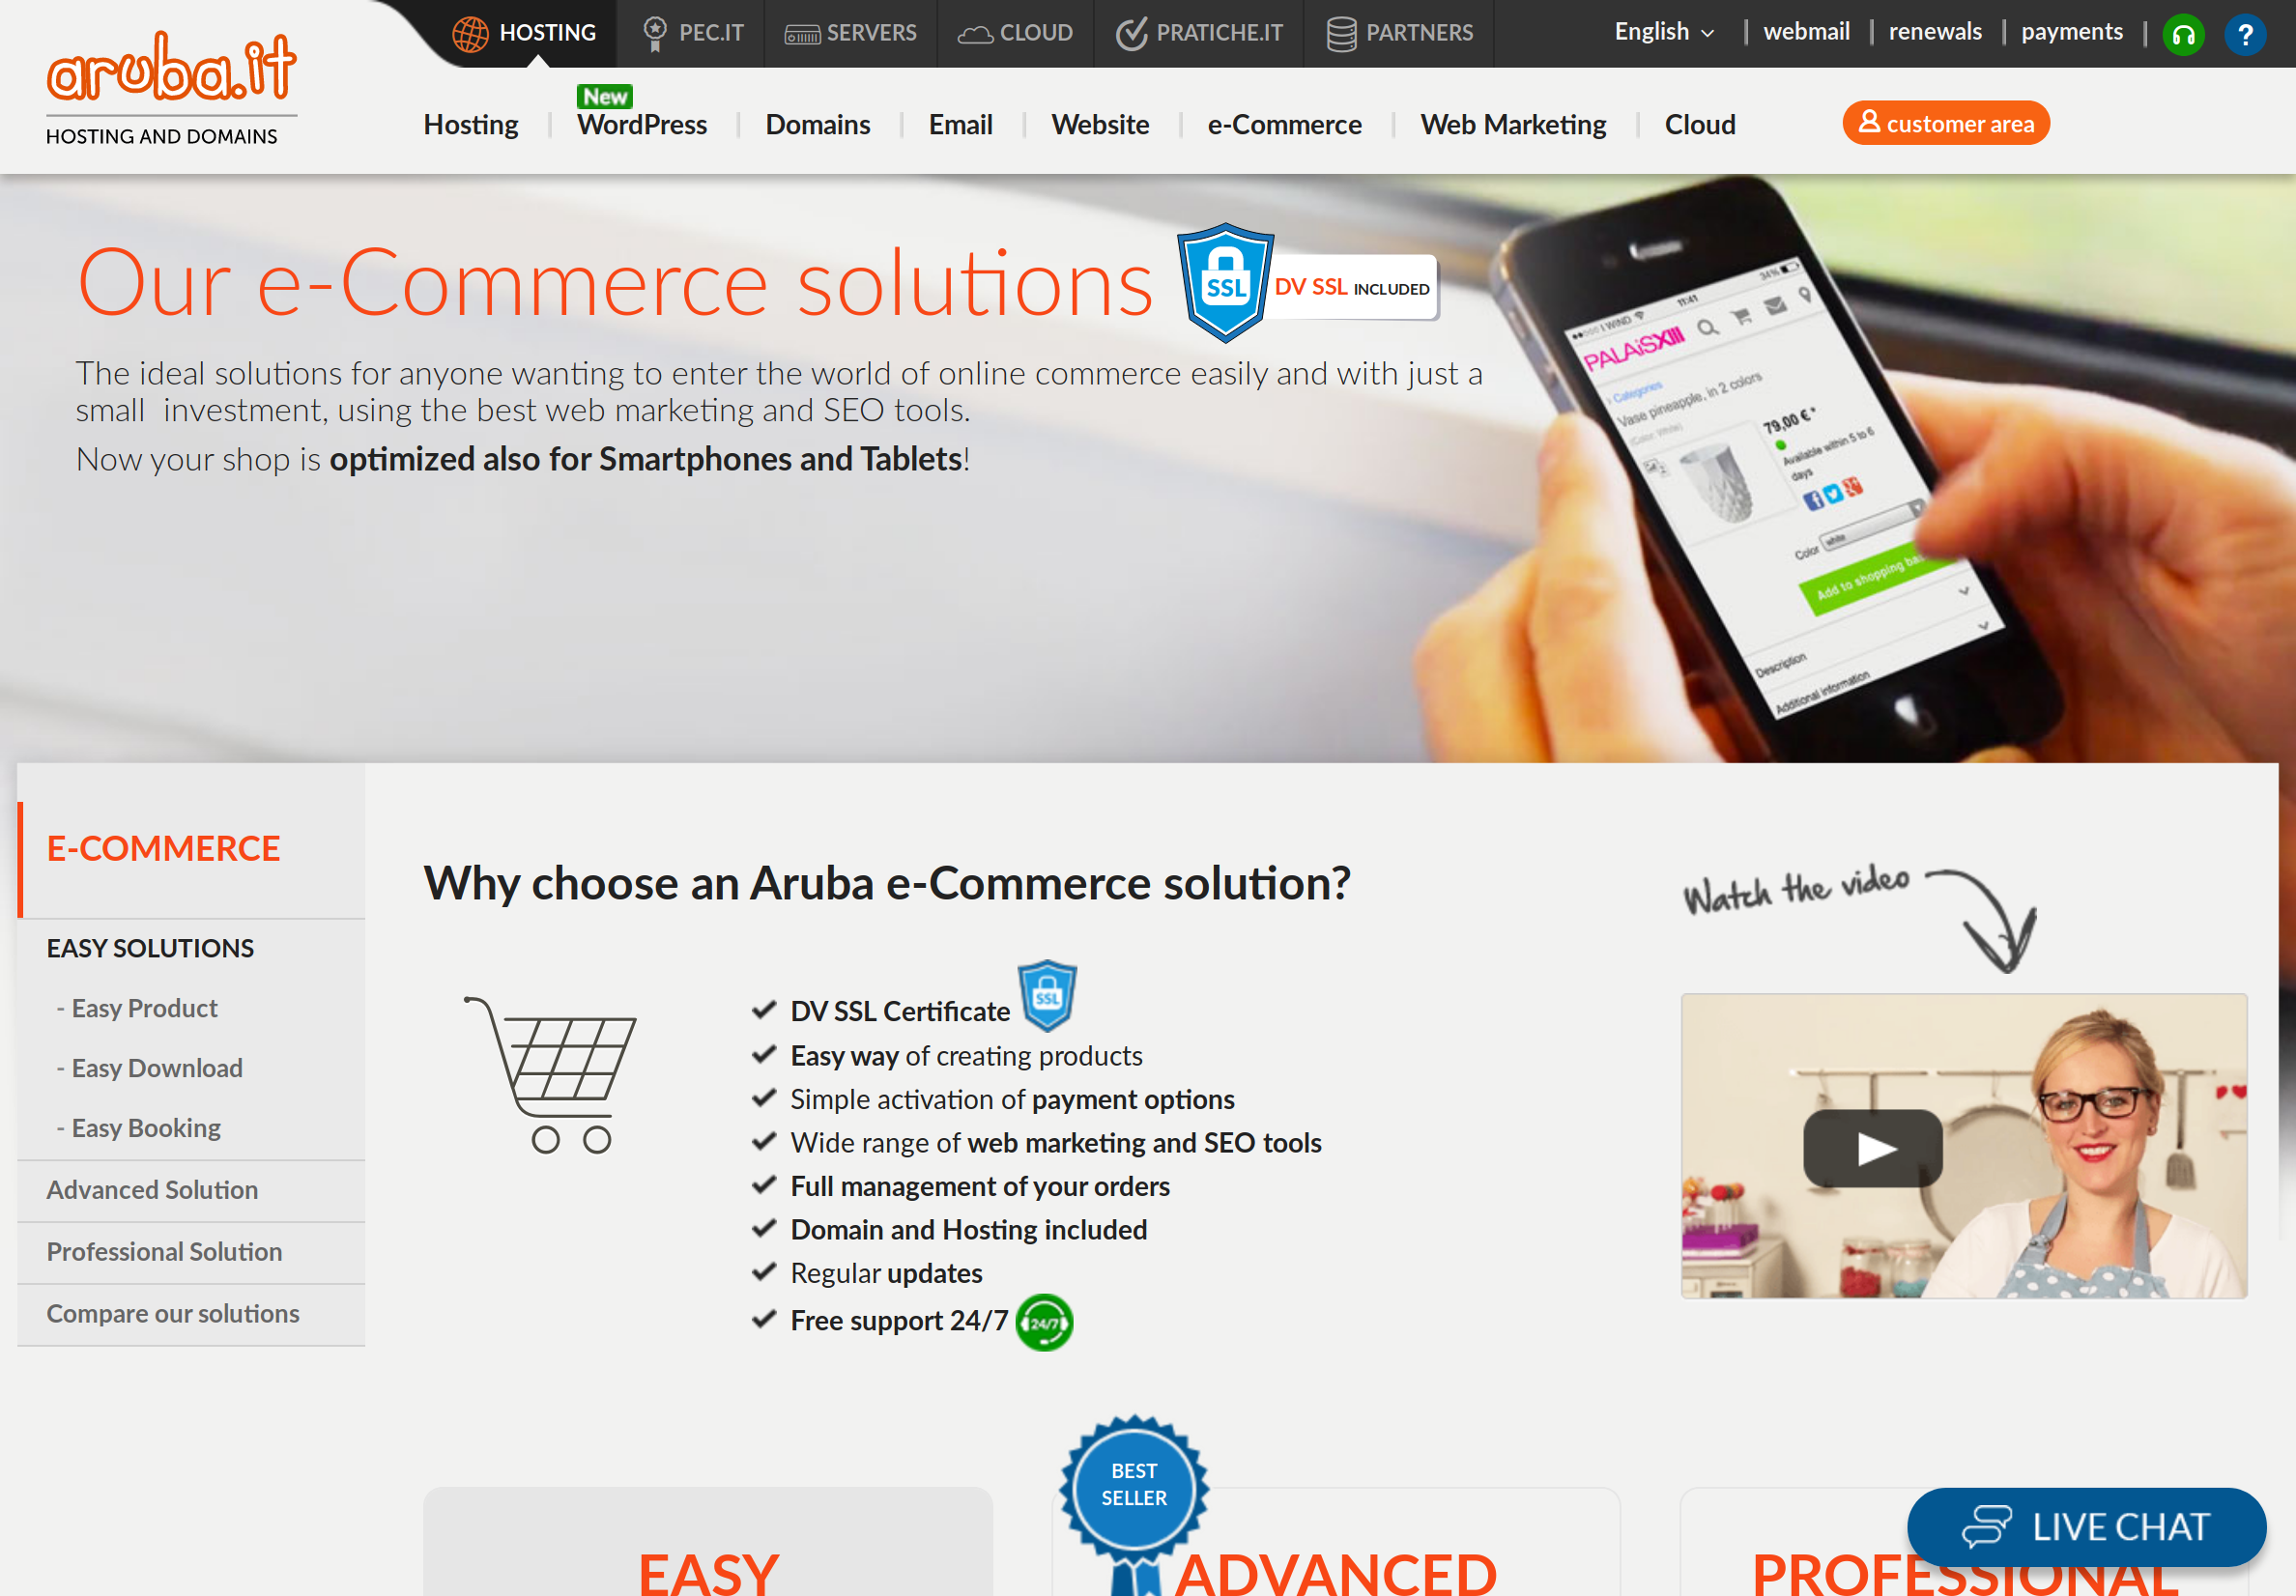 aruba.it
HOSTING AND DOMAINS
HOSTING
PEC.IT
SERVERS
CLOUD
PRATICHE.IT
PARTNERS
English
webmail
renewals
payments
?
Hosting
New
WordPress
Domains
Email
Website
e-Commerce
Web Marketing
Cloud
customer area
Our e-Commerce solutions
SSL
DV SSL INCLUDED
The ideal solutions for anyone wanting to enter the world of online commerce easily and with just a
small investment, using the best web marketing and SEO tools.
Now your shop is optimized also for Smartphones and Tablets!
I WIND
11:41
34%
PALAiSXIII
Categories
Vase pineapple, in 2 colors
(Color: White)
79,00 € *
Available within 5 to 6
days
Color
white
Add to shopping
Description
Additional information
E-COMMERCE
EASY SOLUTIONS
- Easy Product
- Easy Download
- Easy Booking
Advanced Solution
Professional Solution
Compare our solutions
Why choose an Aruba e-Commerce solution?
DV SSL Certificate
SSL
Easy way of creating products
Simple activation of payment options
Wide range of web marketing and SEO tools
Full management of your orders
Domain and Hosting included
Regular updates
Free support 24/7
24/7
Watch the video
BEST
SELLER
EASY
ADVANCED
PROFESSIONAL
LIVE CHAT